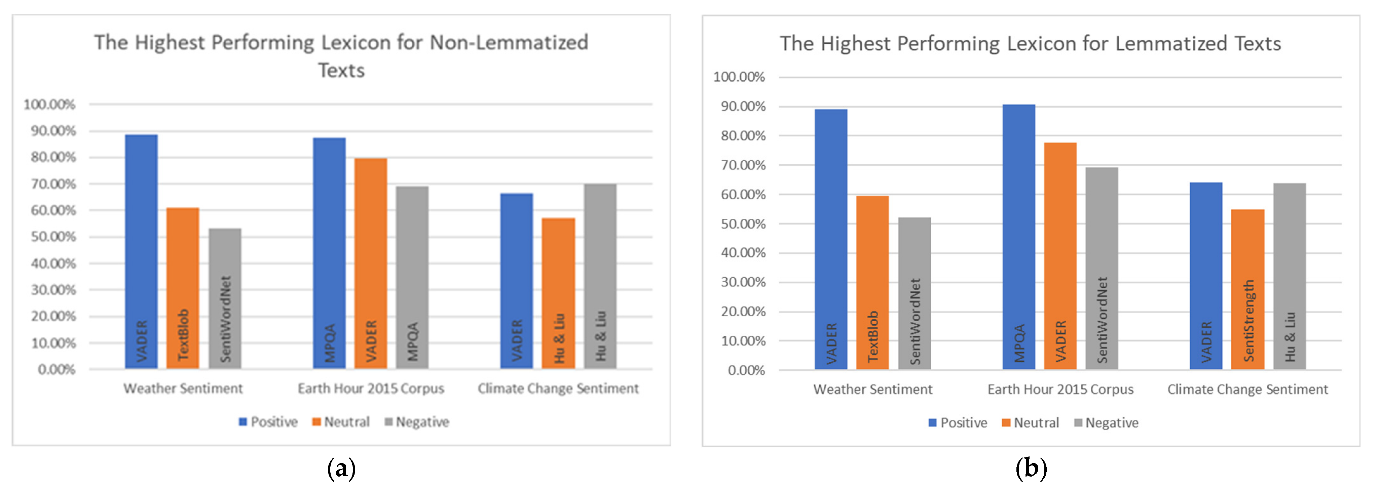 The Highest Performing Lexicon for Non-Lemmatized
Texts
100.00%
90.00%
80.00%
70.00%
60.00%
50.00%
40.00%
30.00%
20.00%
10.00%
0.00%
VADER
TextBlob
SentiWordNet
MPQA
VADER
MPQA
VADER
Hu & Liu
Hu & Liu
Weather Sentiment
Earth Hour 2015 Corpus
Climate Change Sentiment
Positive
Neutral
Negative
(a)
The Highest Performing Lexicon for Lemmatized Texts
100.00%
90.00%
80.00%
70.00%
60.00%
50.00%
40.00%
30.00%
20.00%
10.00%
0.00%
VADER
TextBlob
SentiWordNet
MPQA
VADER
SentiWordNet
VADER
SentiStrength
Hu & Liu
Weather Sentiment
Earth Hour 2015 Corpus
Climate Change Sentiment
Positive
Neutral
Negative
(b)